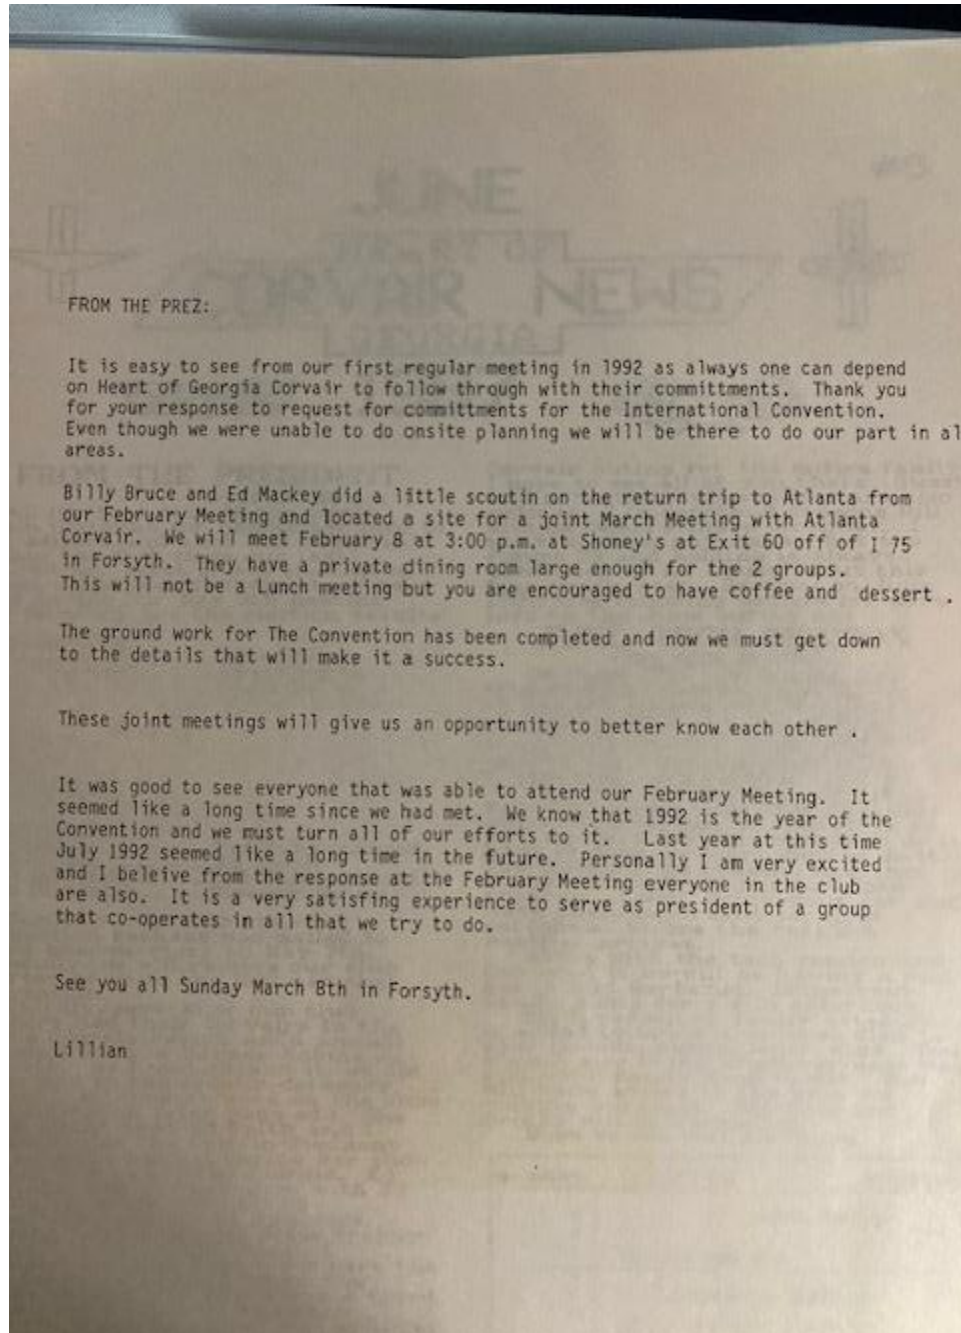 JUNE
CORVAIR NEWS
GEORGIA
FROM THE PREZ:
It is easy to see from our first regular meeting in 1992 as always one can depend
on Heart of Georgia Corvair to follow through with their committments. Thank you
for your response to request for committments for the International Convention.
Even though we were unable to do onsite planning we will be there to do our part in al
areas.
FROM THE PRESIDENT
Billy Bruce and Ed Mackey did a little scoutin on the return trip to Atlanta from
our February Meeting and located a site for a joint March Meeting with Atlanta
Corvair. We will meet February 8 at 3:00 p.m. at Shoney's at Exit 60 off of I 75
in Forsyth. They have a private dining room large enough for the 2 groups.
This will not be a Lunch meeting but you are encouraged to have coffee and dessert .
The ground work for The Convention has been completed and now we must get down
to the details that will make it a success.
These joint meetings will give us an opportunity to better know each other .
It was good to see everyone that was able to attend our February Meeting. It
seemed like a long time since we had met. We know that 1992 is the year of the
Convention and we must turn all of our efforts to it. Last year at this time
July 1992 seemed like a long time in the future. Personally I am very excited
and I beleive from the response at the February Meeting everyone in the club
are also. It is a very satisfing experience to serve as president of a group
that co-operates in all that we try to do.
See you all Sunday March 8th in Forsyth.
Lillian